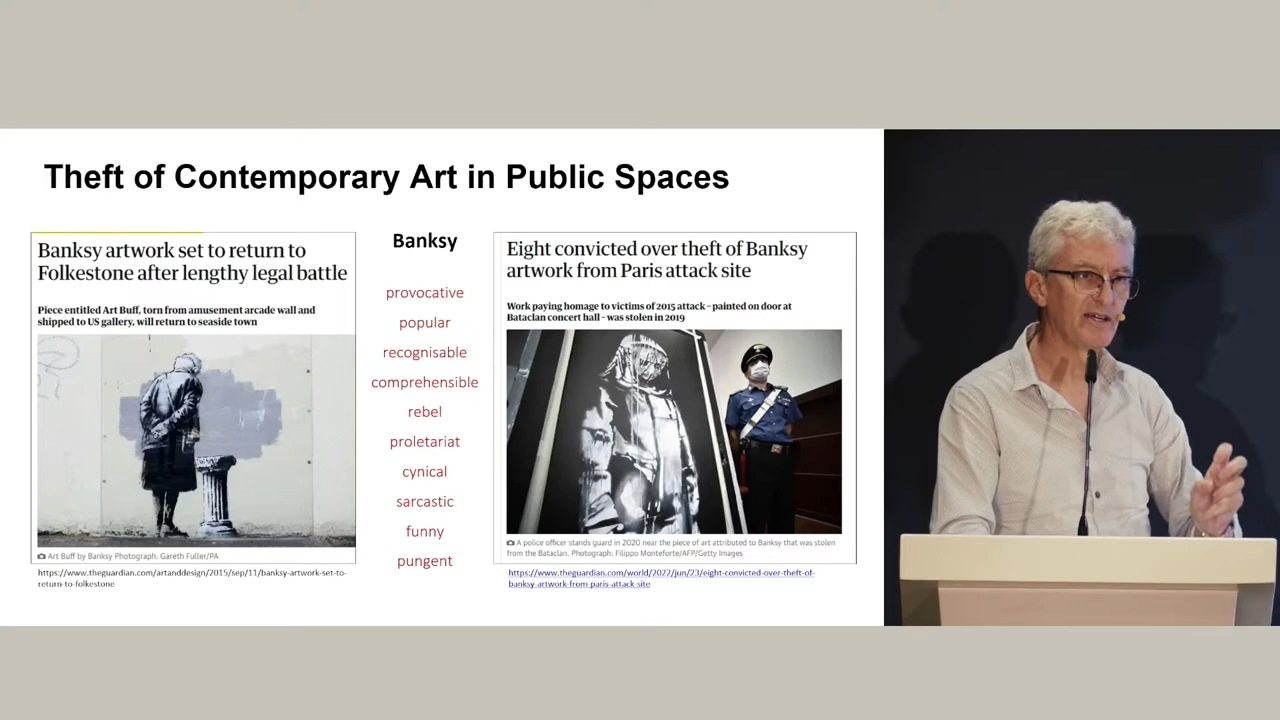 Theft of Contemporary Art in Public Spaces
Banksy artwork set to return to
Folkestone after lengthy legal battle
Piece entitled Art Buff, torn from amusement arcade wall and
shipped to US gallery, will return to seaside town
Art Buff by Banksy Photograph: Gareth Fuller/PA
https://www.theguardian.com/artanddesign/2015/sep/11/banksy-artwork-set-to-
return-to-folkestone
Banksy
provocative
popular
recognisable
comprehensible
rebel
proletariat
cynical
sarcastic
funny
pungent
Eight convicted over theft of Banksy
artwork from Paris attack site
Work paying homage to victims of 2015 attack – painted on door at
Bataclan concert hall – was stolen in 2019
A police officer stands guard in 2020 near the piece of art attributed to Banksy that was stolen
from the Bataclan. Photograph: Filippo Monteforte/AFP/Getty Images
https://www.theguardian.com/world/2022/jun/23/eight-convicted-over-theft-of-
banksy-artwork-from-paris-attack-site